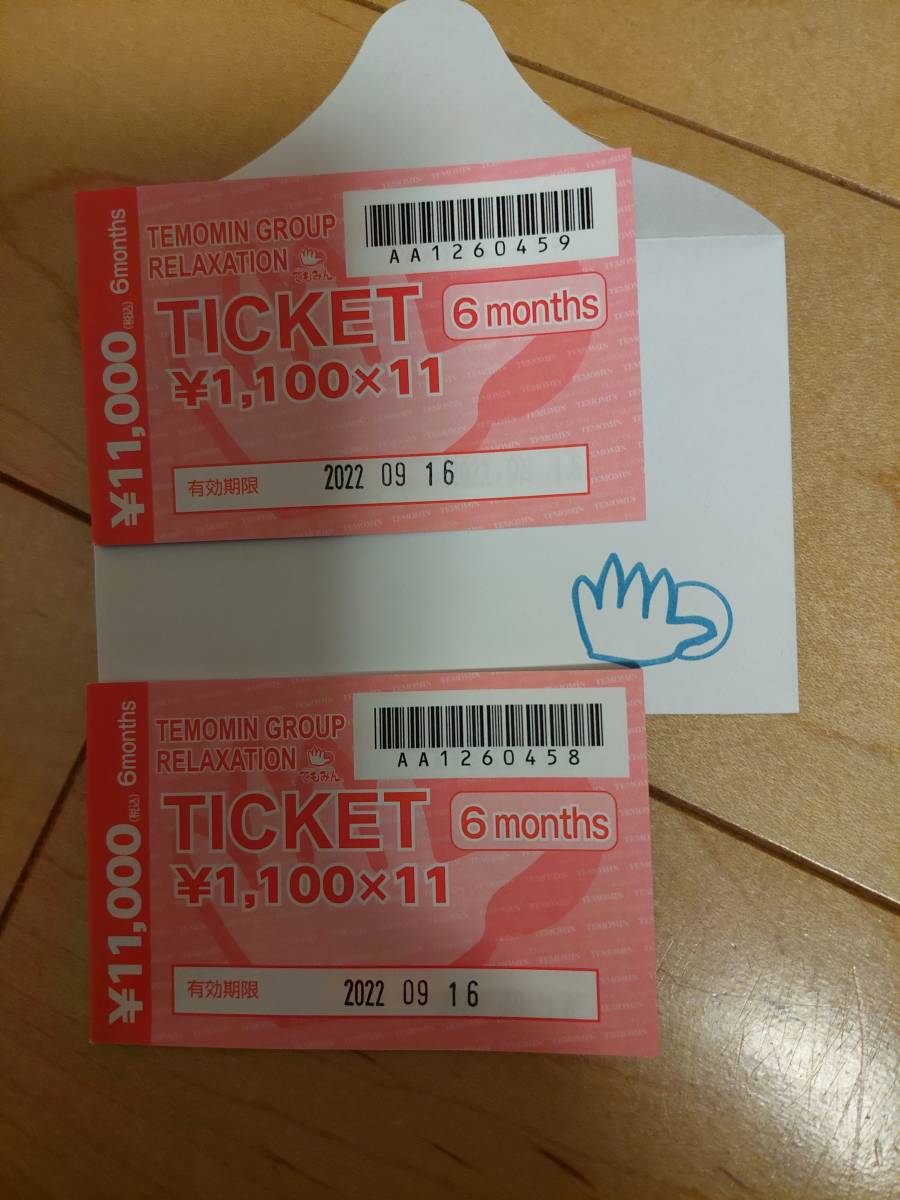 ¥11,000(税込) 6months
TEMOMIN GROUP
RELAXATION てもみん
AA1260459
TICKET 6 months
¥1,100×11
有効期限 2022 09 16
¥11,000(税込) 6months
TEMOMIN GROUP
RELAXATION てもみん
AA1260458
TICKET 6 months
¥1,100×11
有効期限 2022 09 16